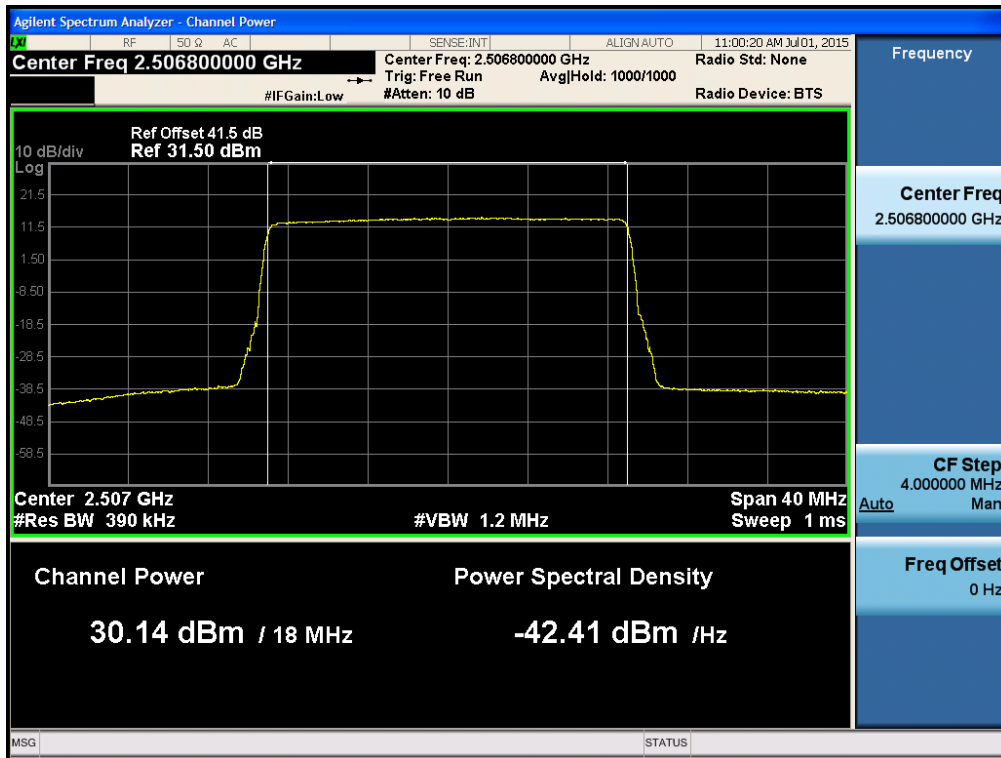 Agilent Spectrum Analyzer - Channel Power
LXI RF 50 Ω AC SENSE:INT ALIGN AUTO 11:00:20 AM Jul 01, 2015
Center Freq 2.506800000 GHz
Center Freq: 2.506800000 GHz
Radio Std: None
Trig: Free Run Avg|Hold: 1000/1000
#IFGain:Low
#Atten: 10 dB
Radio Device: BTS
Ref Offset 41.5 dB
10 dB/div Ref 31.50 dBm
Log
21.5
11.5
1.50
-8.50
-18.5
-28.5
-38.5
-48.5
-58.5
Center 2.507 GHz Span 40 MHz
#Res BW 390 kHz #VBW 1.2 MHz Sweep 1 ms
Channel Power Power Spectral Density
30.14 dBm / 18 MHz -42.41 dBm /Hz
MSG STATUS
Frequency
Center Freq
2.506800000 GHz
CF Step
4.000000 MHz
Auto Man
Freq Offset
0 Hz